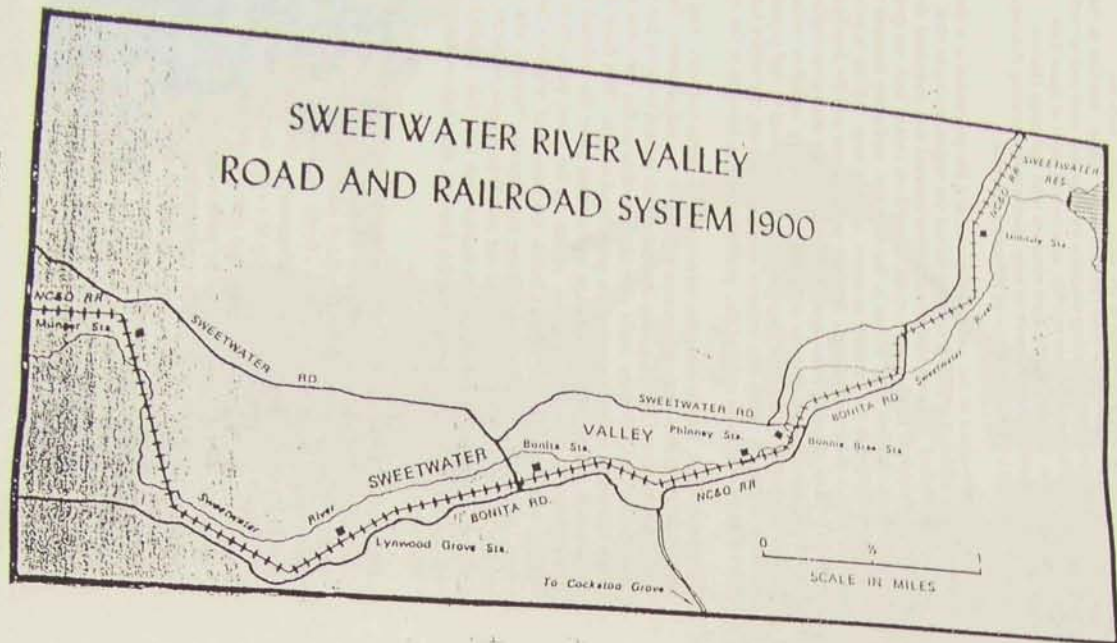 SWEETWATER RIVER VALLEY
ROAD AND RAILROAD SYSTEM 1900
SWEETWATER
RES.
NC&O RR
Sta.
NC&O RR
Munger Sta.
SWEETWATER
RD.
River
Sweetwater
SWEETWATER RD.
BONITA RD.
VALLEY
Phinney Sta.
Bonnie Brae Sta.
Bonita Sta.
SWEETWATER
NC&O RR
Sweetwater
River
BONITA RD.
Lynwood Grove Sta.
0 ½ 1
SCALE IN MILES
To Cockatoo Grove